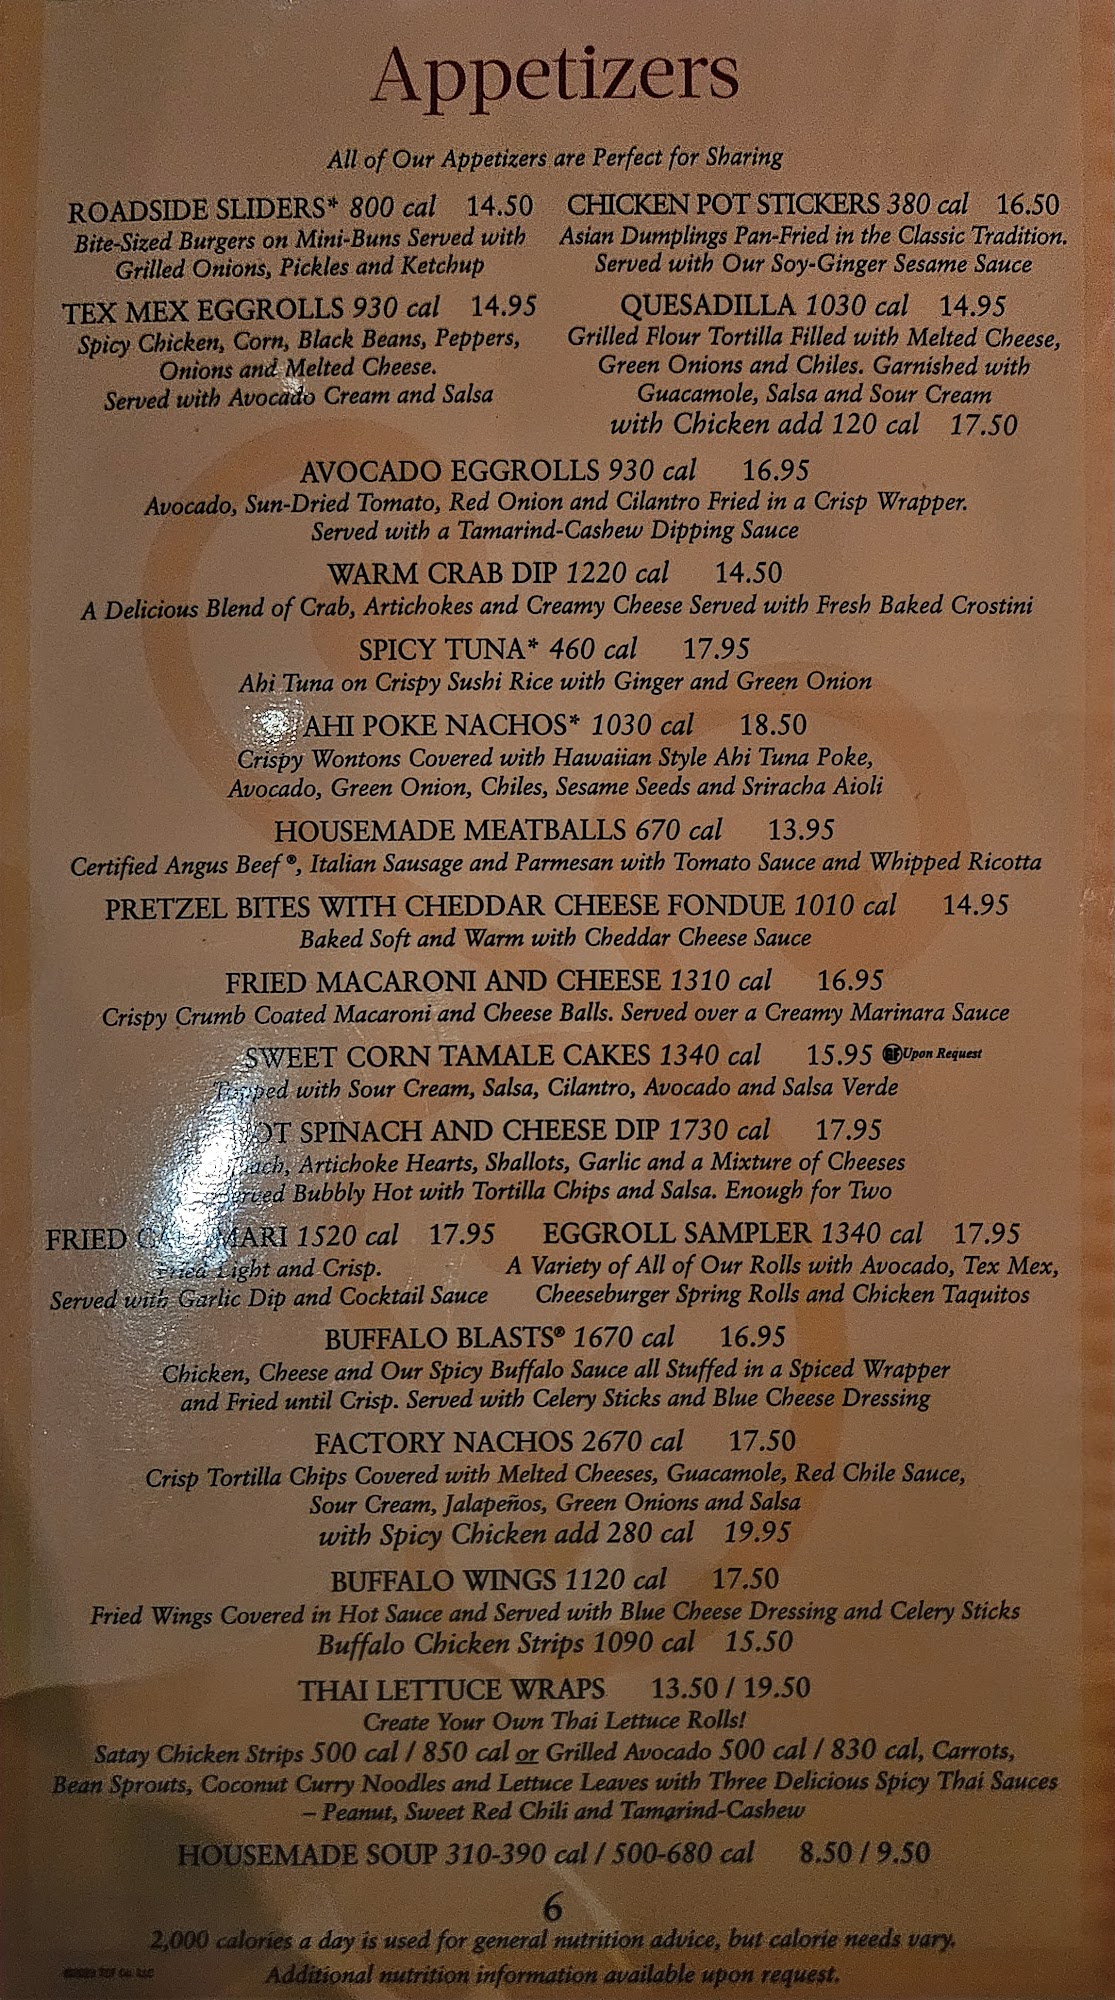 Appetizers
All of Our Appetizers are Perfect for Sharing
ROADSIDE SLIDERS* 800 cal 14.50
Bite-Sized Burgers on Mini-Buns Served with
Grilled Onions, Pickles and Ketchup
CHICKEN POT STICKERS 380 cal 16.50
Asian Dumplings Pan-Fried in the Classic Tradition.
Served with Our Soy-Ginger Sesame Sauce
TEX MEX EGGROLLS 930 cal 14.95
Spicy Chicken, Corn, Black Beans, Peppers,
Onions and Melted Cheese.
Served with Avocado Cream and Salsa
QUESADILLA 1030 cal 14.95
Grilled Flour Tortilla Filled with Melted Cheese,
Green Onions and Chiles. Garnished with
Guacamole, Salsa and Sour Cream
with Chicken add 120 cal 17.50
AVOCADO EGGROLLS 930 cal 16.95
Avocado, Sun-Dried Tomato, Red Onion and Cilantro Fried in a Crisp Wrapper.
Served with a Tamarind-Cashew Dipping Sauce
WARM CRAB DIP 1220 cal 14.50
A Delicious Blend of Crab, Artichokes and Creamy Cheese Served with Fresh Baked Crostini
SPICY TUNA* 460 cal 17.95
Ahi Tuna on Crispy Sushi Rice with Ginger and Green Onion
AHI POKE NACHOS* 1030 cal 18.50
Crispy Wontons Covered with Hawaiian Style Ahi Tuna Poke,
Avocado, Green Onion, Chiles, Sesame Seeds and Sriracha Aioli
HOUSEMADE MEATBALLS 670 cal 13.95
Certified Angus Beef®, Italian Sausage and Parmesan with Tomato Sauce and Whipped Ricotta
PRETZEL BITES WITH CHEDDAR CHEESE FONDUE 1010 cal 14.95
Baked Soft and Warm with Cheddar Cheese Sauce
FRIED MACARONI AND CHEESE 1310 cal 16.95
Crispy Crumb Coated Macaroni and Cheese Balls. Served over a Creamy Marinara Sauce
SWEET CORN TAMALE CAKES 1340 cal 15.95 GF Upon Request
Topped with Sour Cream, Salsa, Cilantro, Avocado and Salsa Verde
SPINACH AND CHEESE DIP 1730 cal 17.95
Artichoke Hearts, Shallots, Garlic and a Mixture of Cheeses
Served Bubbly Hot with Tortilla Chips and Salsa. Enough for Two
FRIED CALAMARI 1520 cal 17.95
Fried Light and Crisp.
Served with Garlic Dip and Cocktail Sauce
EGGROLL SAMPLER 1340 cal 17.95
A Variety of All of Our Rolls with Avocado, Tex Mex,
Cheeseburger Spring Rolls and Chicken Taquitos
BUFFALO BLASTS® 1670 cal 16.95
Chicken, Cheese and Our Spicy Buffalo Sauce all Stuffed in a Spiced Wrapper
and Fried until Crisp. Served with Celery Sticks and Blue Cheese Dressing
FACTORY NACHOS 2670 cal 17.50
Crisp Tortilla Chips Covered with Melted Cheeses, Guacamole, Red Chile Sauce,
Sour Cream, Jalapeños, Green Onions and Salsa
with Spicy Chicken add 280 cal 19.95
BUFFALO WINGS 1120 cal 17.50
Fried Wings Covered in Hot Sauce and Served with Blue Cheese Dressing and Celery Sticks
Buffalo Chicken Strips 1090 cal 15.50
THAI LETTUCE WRAPS 13.50 / 19.50
Create Your Own Thai Lettuce Rolls!
Satay Chicken Strips 500 cal / 850 cal or Grilled Avocado 500 cal / 830 cal, Carrots,
Bean Sprouts, Coconut Curry Noodles and Lettuce Leaves with Three Delicious Spicy Thai Sauces
– Peanut, Sweet Red Chili and Tamarind-Cashew
HOUSEMADE SOUP 310-390 cal / 500-680 cal 8.50 / 9.50
6
2,000 calories a day is used for general nutrition advice, but calorie needs vary.
Additional nutrition information available upon request.